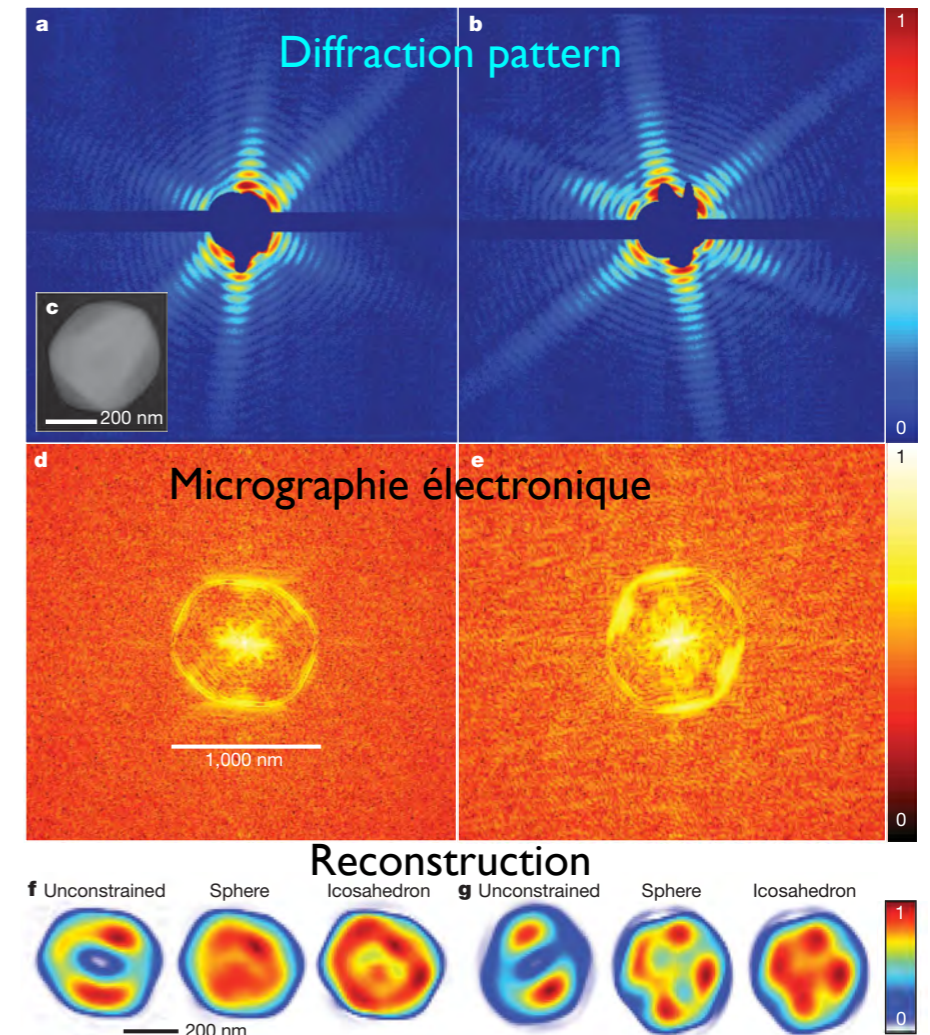 a
b
Diffraction pattern
1
c
200 nm
0
d
e
1
Micrographie électronique
1,000 nm
0
Reconstruction
f Unconstrained Sphere Icosahedron g Unconstrained Sphere Icosahedron
1
0
200 nm